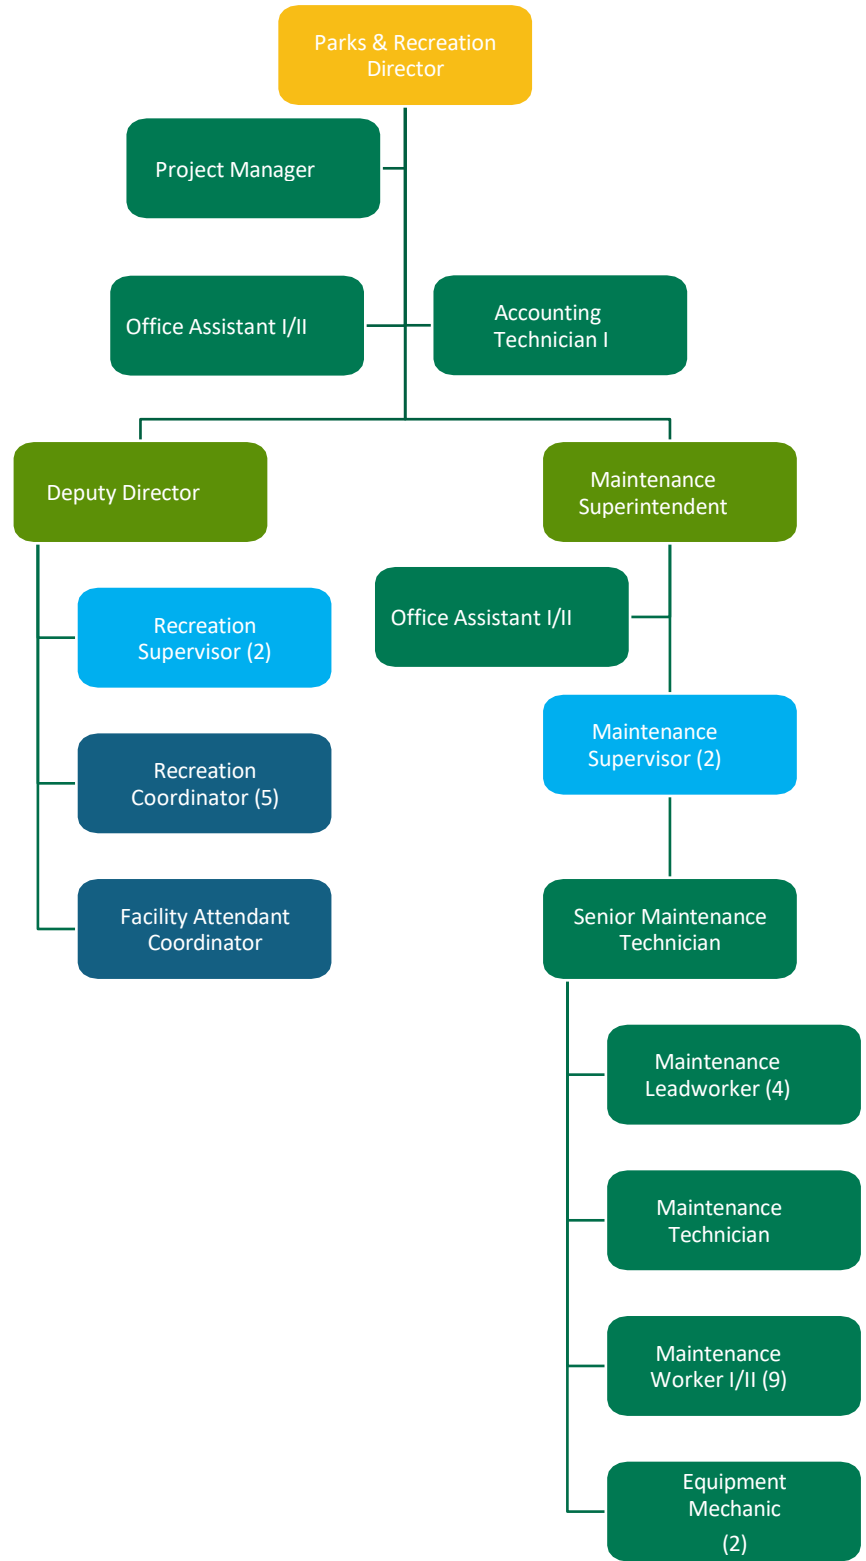 Parks & Recreation
Director
Project Manager
Office Assistant I/II
Accounting
Technician I
Deputy Director
Maintenance
Superintendent
Recreation
Supervisor (2)
Office Assistant I/II
Maintenance
Supervisor (2)
Recreation
Coordinator (5)
Facility Attendant
Coordinator
Senior Maintenance
Technician
Maintenance
Leadworker (4)
Maintenance
Technician
Maintenance
Worker I/II (9)
Equipment
Mechanic
(2)